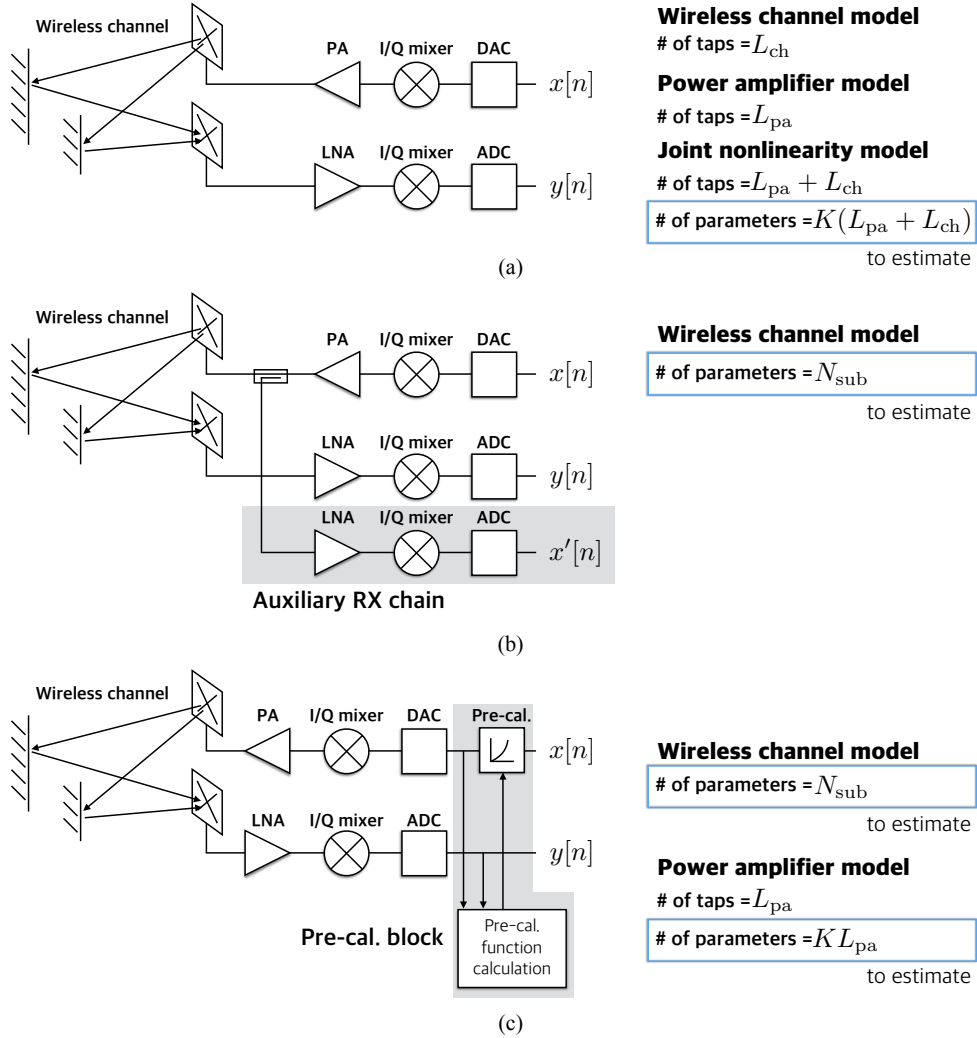 Wireless channel
PA
I/Q mixer
DAC
x[n]
LNA
I/Q mixer
ADC
y[n]
Wireless channel model
# of taps =L_ch
Power amplifier model
# of taps =L_pa
Joint nonlinearity model
# of taps =L_pa + L_ch
# of parameters =K(L_pa + L_ch)
to estimate
(a)
Wireless channel
PA
I/Q mixer
DAC
x[n]
LNA
I/Q mixer
ADC
y[n]
LNA
I/Q mixer
ADC
x'[n]
Auxiliary RX chain
Wireless channel model
# of parameters =N_sub
to estimate
(b)
Wireless channel
PA
I/Q mixer
DAC
Pre-cal.
x[n]
LNA
I/Q mixer
ADC
y[n]
Pre-cal. block
Pre-cal.
function
calculation
Wireless channel model
# of parameters =N_sub
to estimate
Power amplifier model
# of taps =L_pa
# of parameters =KL_pa
to estimate
(c)